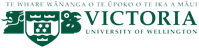 TE WHARE WĀNANGA O TE ŪPOKO O TE IKA A MĀUI
VICTORIA
UNIVERSITY OF WELLINGTON